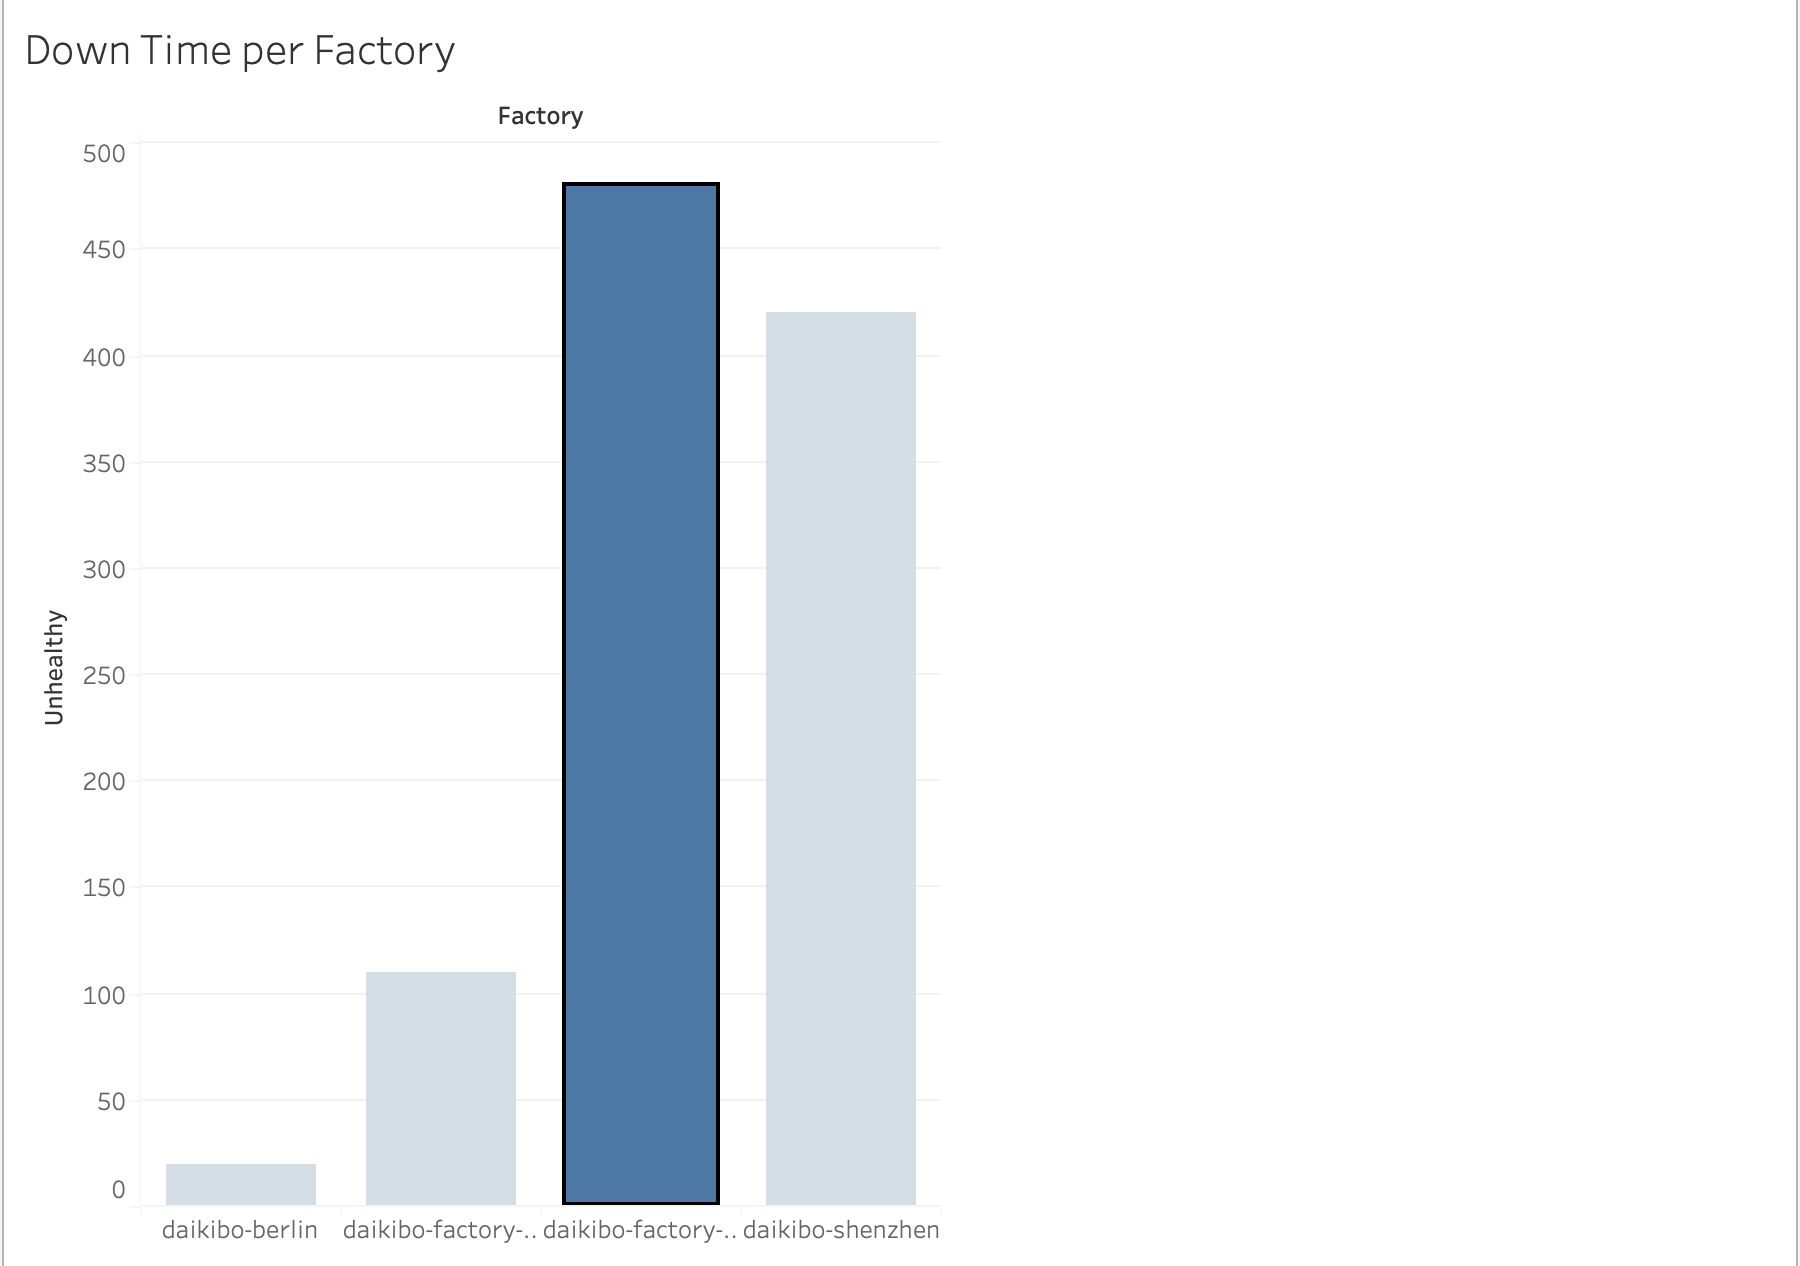 Down Time per Factory
Factory
500
450
400
350
300
250
200
150
100
50
0
Unhealthy
daikibo-berlin
daikibo-factory-..
daikibo-factory-..
daikibo-shenzhen